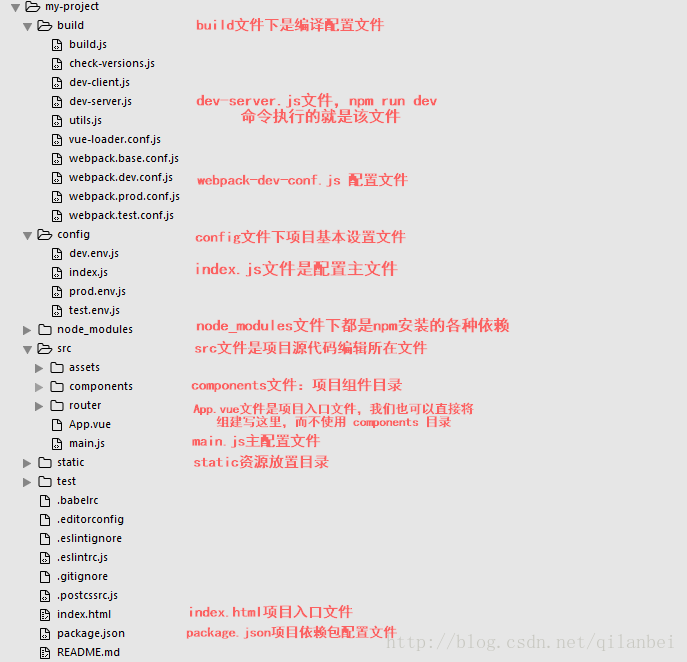 my-project
build build文件下是编译配置文件
build.js
check-versions.js
dev-client.js
dev-server.js dev-server.js文件，npm run dev
utils.js 命令执行的就是该文件
vue-loader.conf.js
webpack.base.conf.js
webpack.dev.conf.js webpack-dev-conf.js 配置文件
webpack.prod.conf.js
webpack.test.conf.js
config config文件下项目基本设置文件
dev.env.js
index.js index.js文件是配置主文件
prod.env.js
test.env.js
node_modules node_modules文件下都是npm安装的各种依赖
src src文件是项目源代码编辑所在文件
assets
components components文件：项目组件目录
router App.vue文件是项目入口文件，我们也可以直接将
App.vue 组建写这里，而不使用 components 目录
main.js main.js主配置文件
static static资源放置目录
test
.babelrc
.editorconfig
.eslintignore
.eslintrc.js
.gitignore
.postcssrc.js
index.html index.html项目入口文件
package.json package.json项目依赖包配置文件
http://blog.csdn.net/qilanbei
README.md